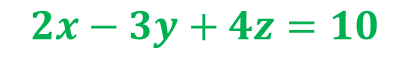 2x − 3y + 4z = 10